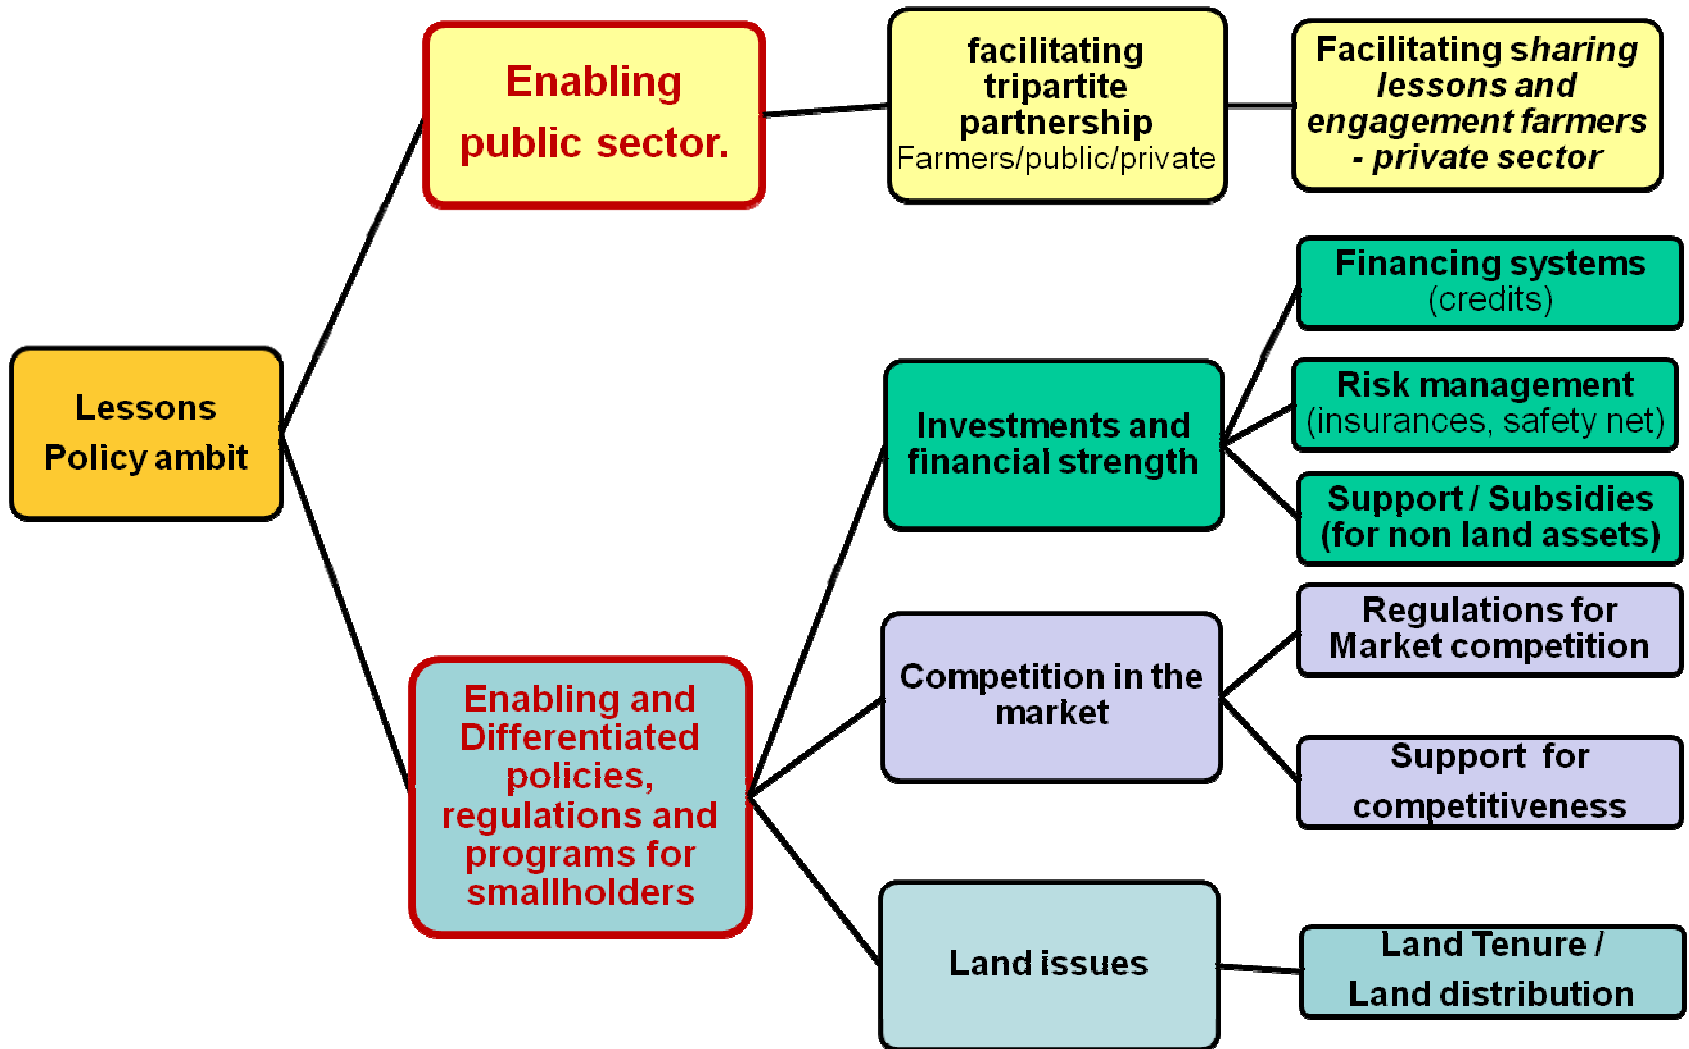 Lessons
Policy ambit
Enabling
public sector.
facilitating
tripartite
partnership
Farmers/public/private
Facilitating sharing
lessons and
engagement farmers
- private sector
Enabling and
Differentiated
policies,
regulations and
programs for
smallholders
Investments and
financial strength
Financing systems
(credits)
Risk management
(insurances, safety net)
Support / Subsidies
(for non land assets)
Competition in the
market
Regulations for
Market competition
Support for
competitiveness
Land issues
Land Tenure /
Land distribution